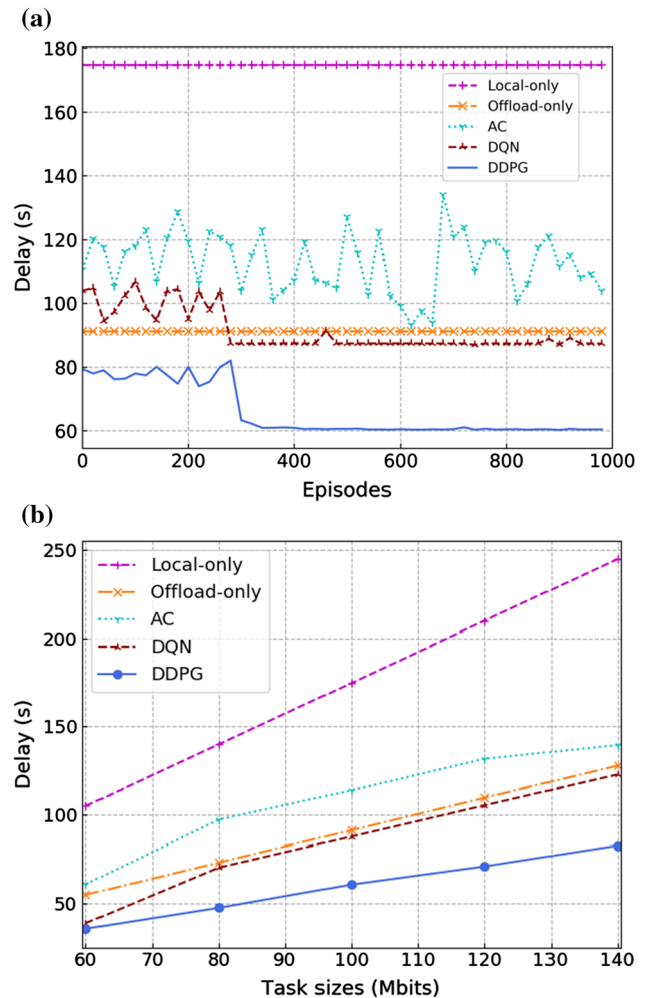 (a)
180
160
140
120
100
80
60
Delay (s)
Local-only
Offload-only
AC
DQN
DDPG
0 200 400 600 800 1000
Episodes
(b)
250
200
150
100
50
Delay (s)
Local-only
Offload-only
AC
DQN
DDPG
60 70 80 90 100 110 120 130 140
Task sizes (Mbits)